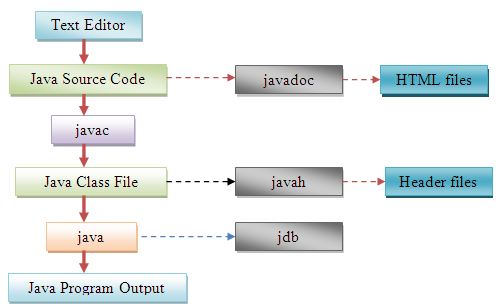 Text Editor
Java Source Code
javadoc
HTML files
javac
Java Class File
javah
Header files
java
jdb
Java Program Output